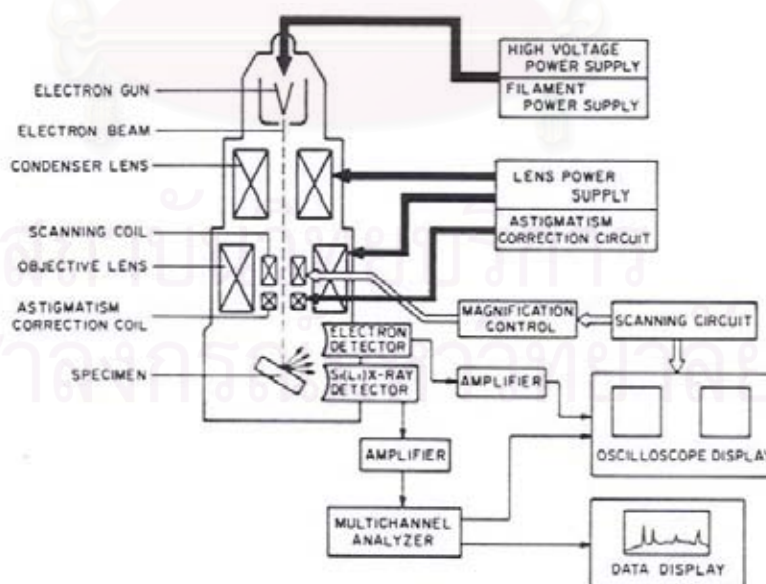 HIGH VOLTAGE
POWER SUPPLY
FILAMENT
POWER SUPPLY
ELECTRON GUN
ELECTRON BEAM
CONDENSER LENS
LENS POWER
SUPPLY
ASTIGMATISM
CORRECTION CIRCUIT
SCANNING COIL
OBJECTIVE LENS
ASTIGMATISM
CORRECTION COIL
MAGNIFICATION
CONTROL
SCANNING CIRCUIT
ELECTRON
DETECTOR
SPECIMEN
Si(Li)X-RAY
DETECTOR
AMPLIFIER
AMPLIFIER
OSCILLOSCOPE DISPLAY
MULTICHANNEL
ANALYZER
DATA DISPLAY